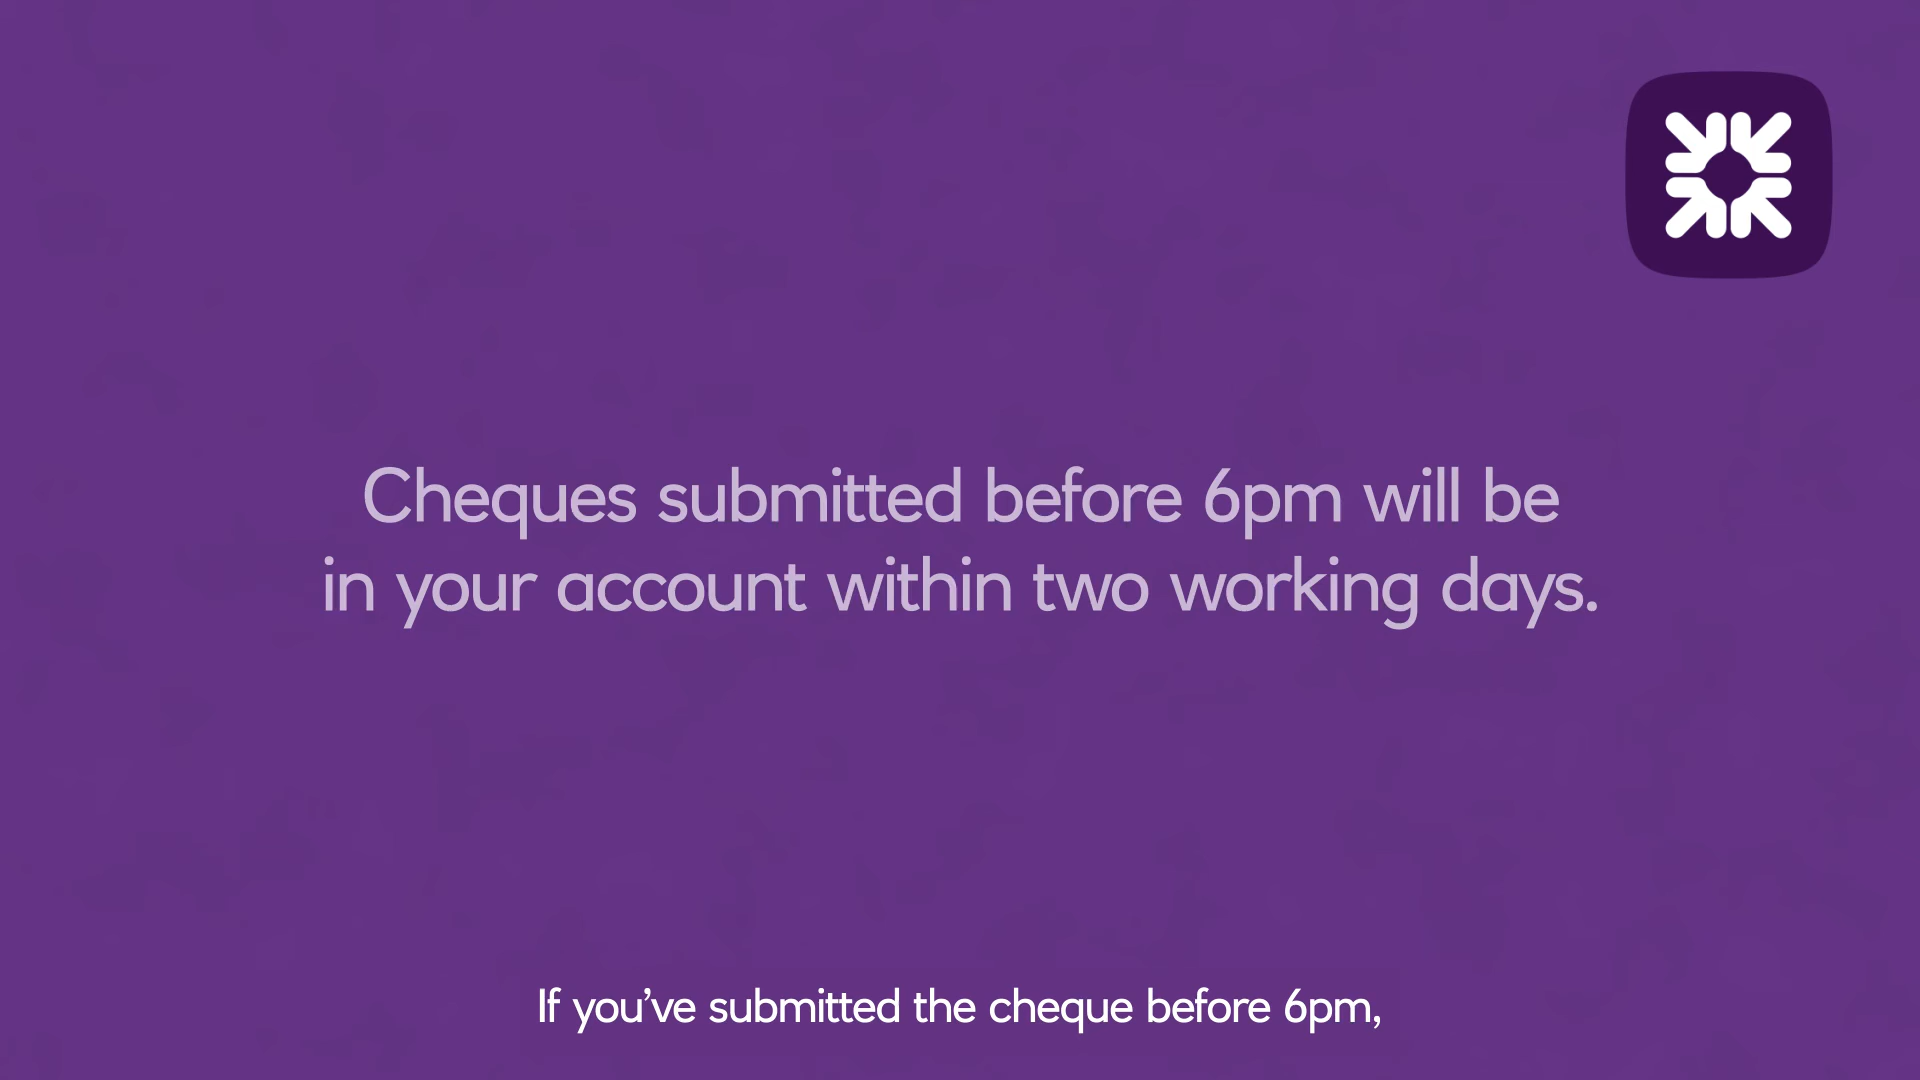 Cheques submitted before 6pm will be
in your account within two working days.
If you’ve submitted the cheque before 6pm,